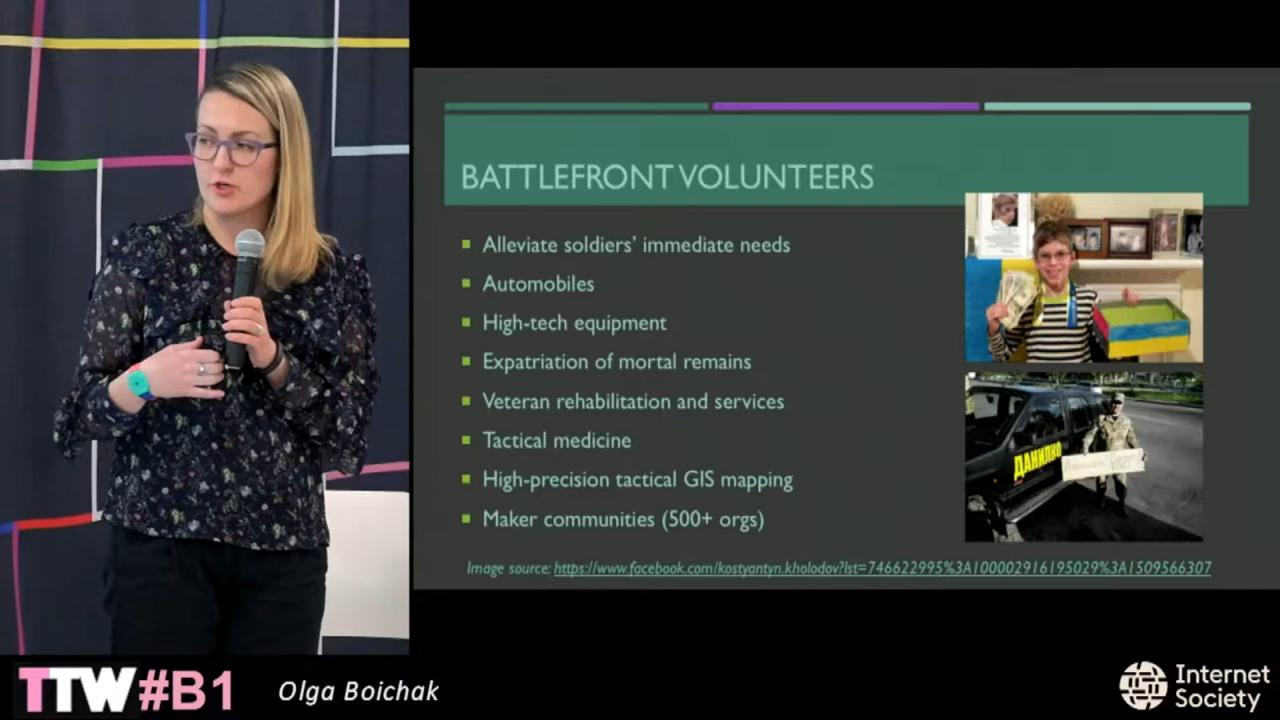 BATTLEFRONT VOLUNTEERS
Alleviate soldiers’ immediate needs
Automobiles
High-tech equipment
Expatriation of mortal remains
Veteran rehabilitation and services
Tactical medicine
High-precision tactical GIS mapping
Maker communities (500+ orgs)
ДАНИЛКО
Image source: https://www.facebook.com/kostyantyn.kholodov?lst=746622995%3A100002916195029%3A1509566307
TTW#B1
Olga Boichak
Internet
Society